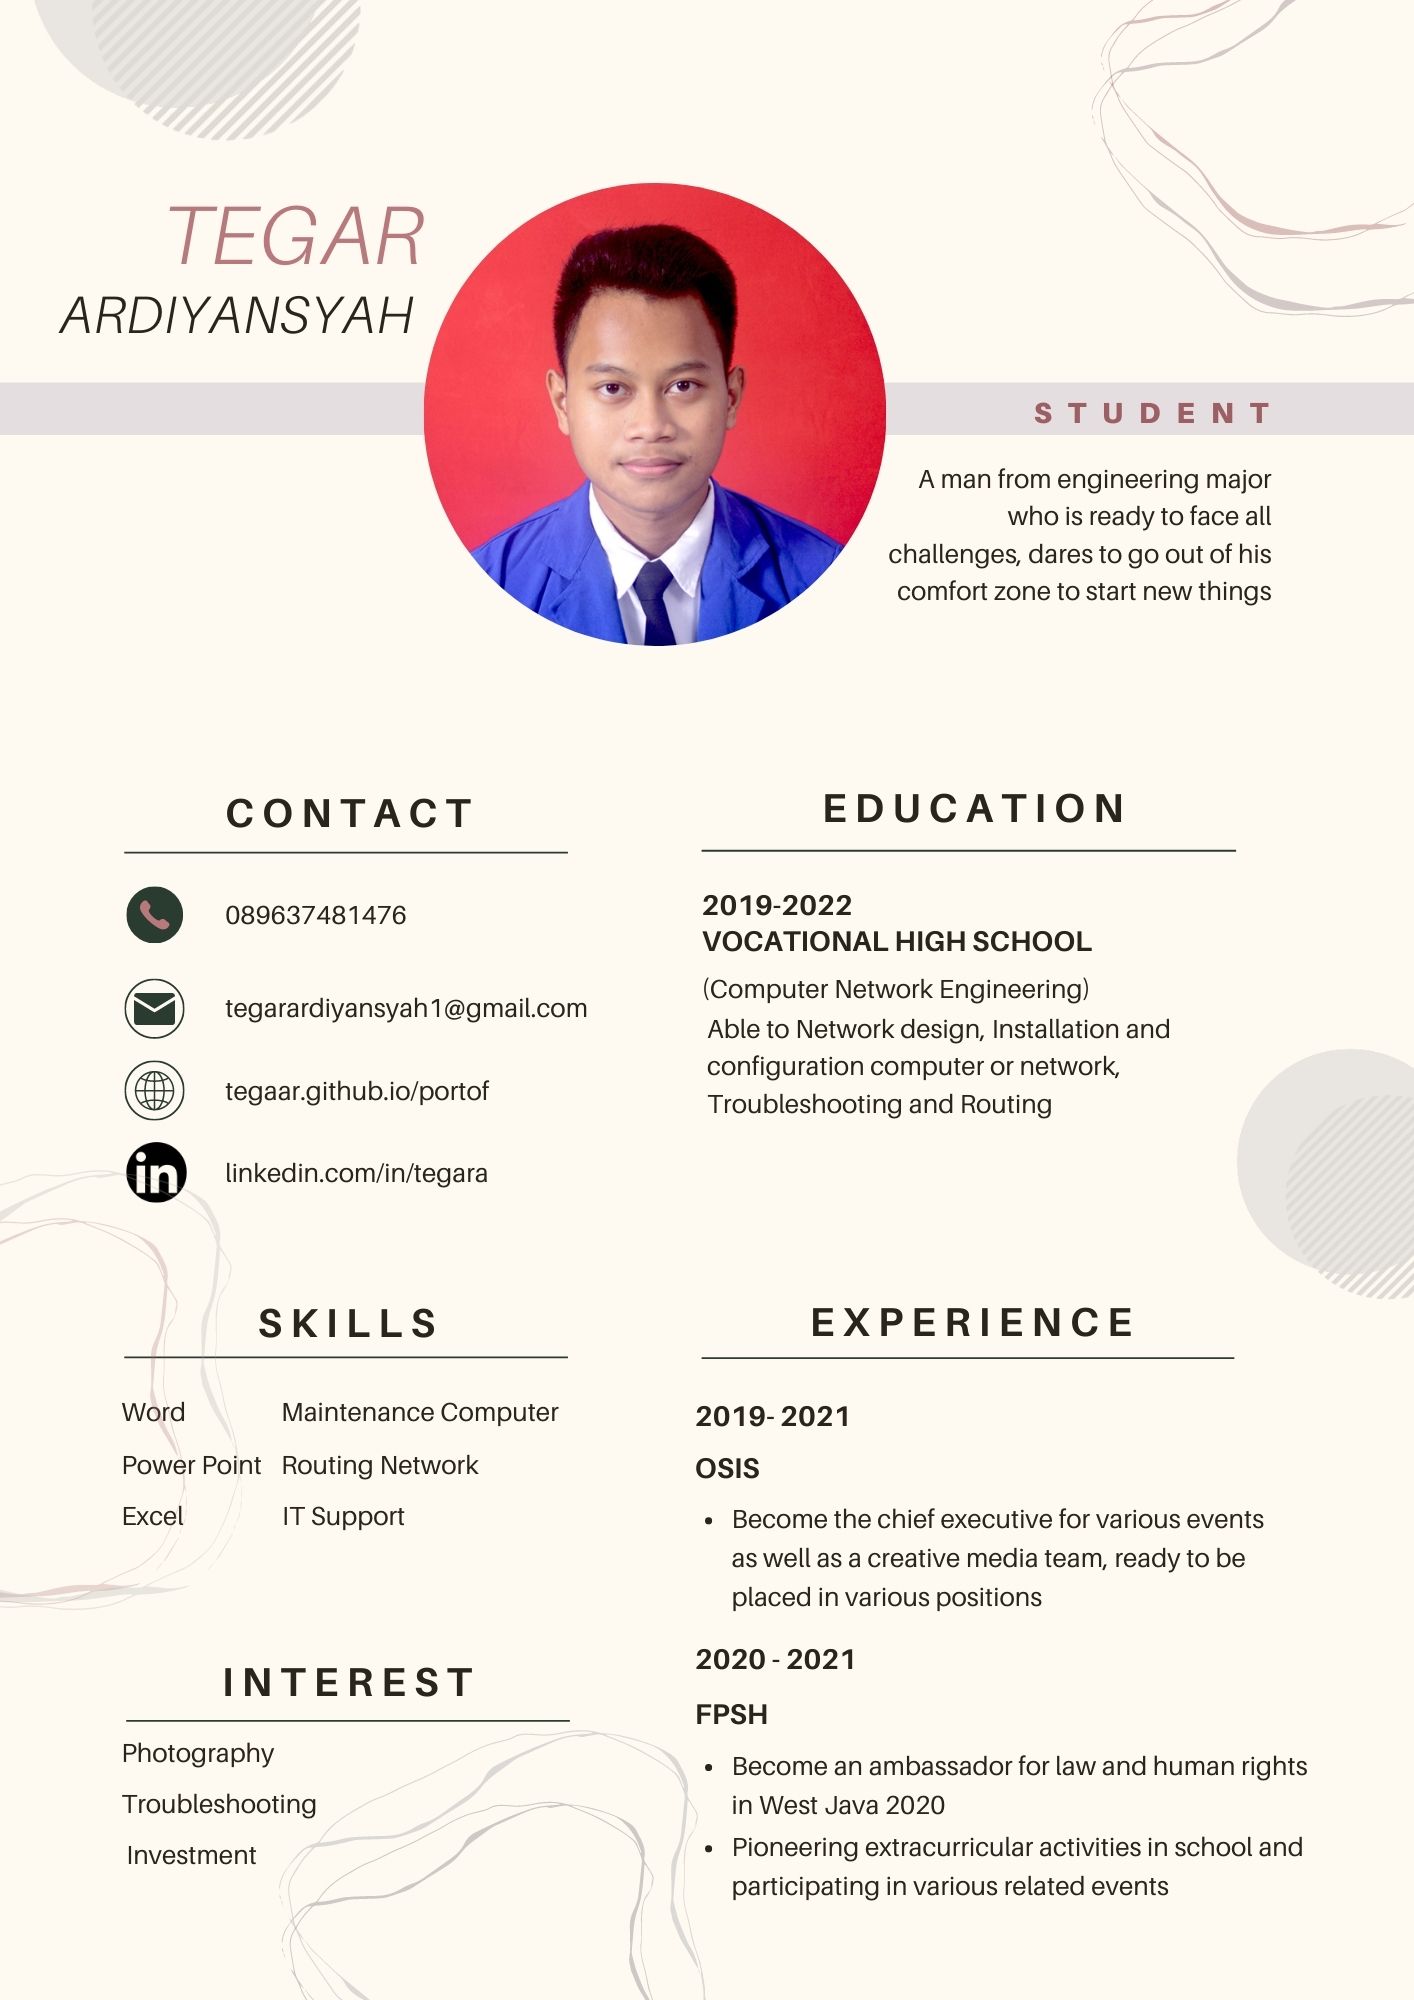 TEGAR
ARDIYANSYAH
STUDENT
A man from engineering major
who is ready to face all
challenges, dares to go out of his
comfort zone to start new things
CONTACT
089637481476
tegarardiyansyah1@gmail.com
tegaar.github.io/portof
in
linkedin.com/in/tegara
EDUCATION
2019-2022
VOCATIONAL HIGH SCHOOL
(Computer Network Engineering)
Able to Network design, Installation and
configuration computer or network,
Troubleshooting and Routing
SKILLS
Word Maintenance Computer
Power Point Routing Network
Excel IT Support
EXPERIENCE
2019- 2021
OSIS
• Become the chief executive for various events
as well as a creative media team, ready to be
placed in various positions
2020 - 2021
FPSH
• Become an ambassador for law and human rights
in West Java 2020
• Pioneering extracurricular activities in school and
participating in various related events
INTEREST
Photography
Troubleshooting
Investment